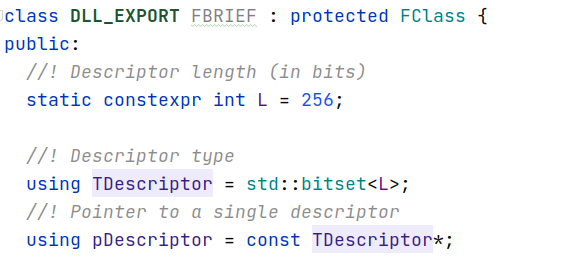 class DLL_EXPORT FBRIEF : protected FClass {
public:
//! Descriptor length (in bits)
static constexpr int L = 256;
//! Descriptor type
using TDescriptor = std::bitset<L>;
//! Pointer to a single descriptor
using pDescriptor = const TDescriptor*;